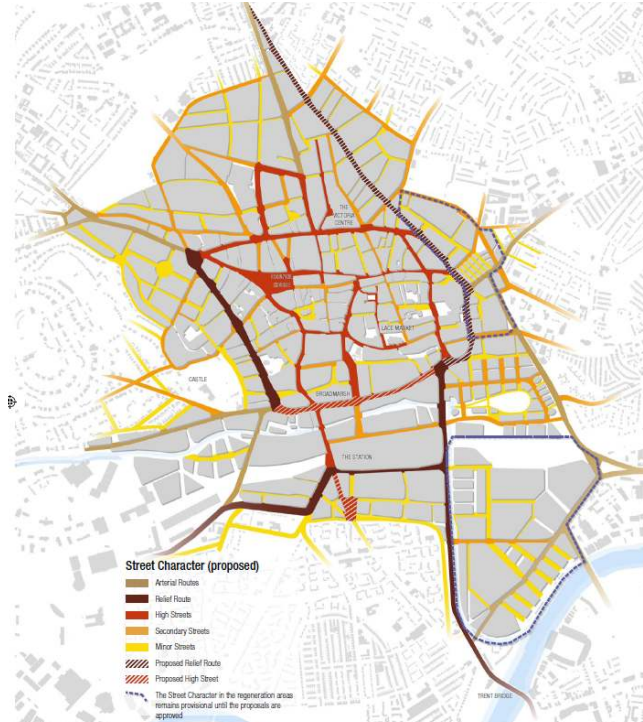 THE
VICTORIA
CENTRE
LACE MARKET
CASTLE
BROADMARSH
THE STATION
Street Character (proposed)
Arterial Routes
Relief Route
High Streets
Secondary Streets
Minor Streets
Proposed Relief Route
Proposed High Street
The Street Character in the regeneration areas
remains provisional until the proposals are
approved
TRENT BRIDGE